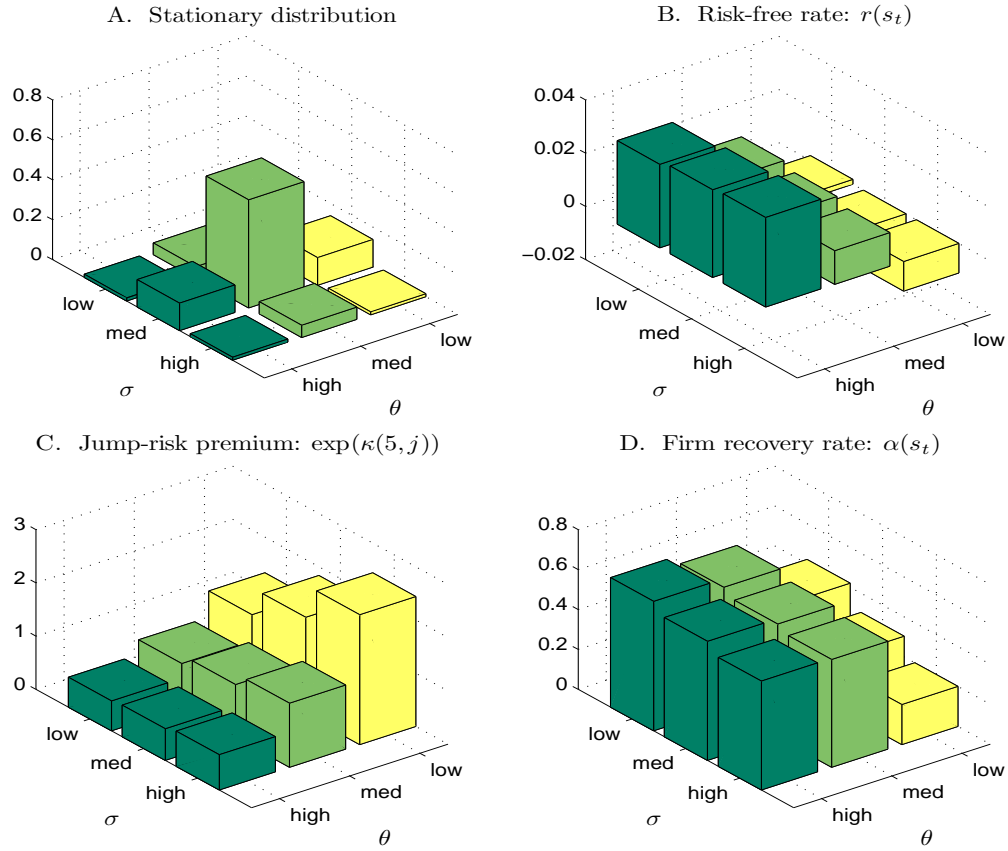 A. Stationary distribution
0.8
0.6
0.4
0.2
0
low
med
high
σ
high
med
low
θ
B. Risk-free rate: r(s_t)
0.04
0.02
0
−0.02
low
med
high
σ
high
med
low
θ
C. Jump-risk premium: exp(κ(5, j))
3
2
1
0
low
med
high
σ
high
med
low
θ
D. Firm recovery rate: α(s_t)
0.8
0.6
0.4
0.2
0
low
med
high
σ
high
med
low
θ